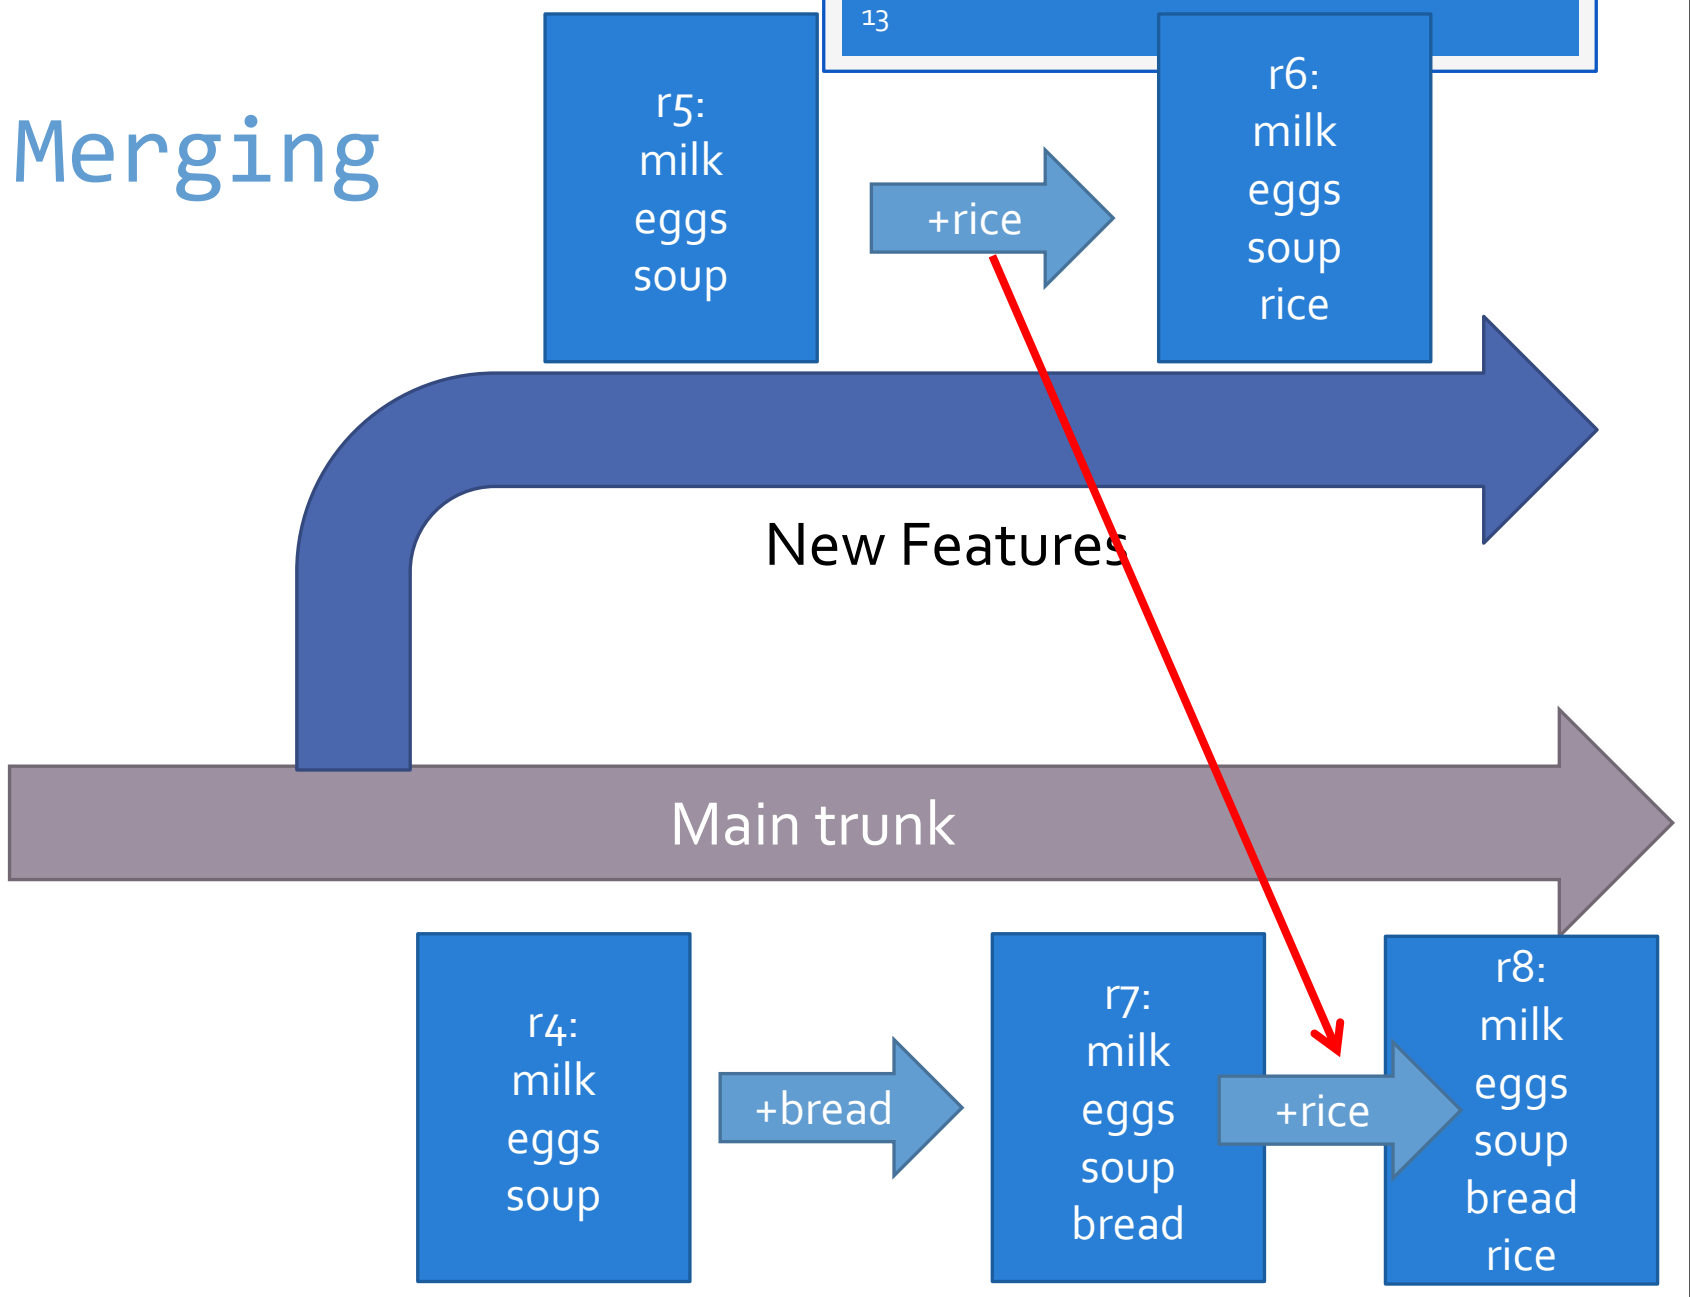 13
Merging
r5:
milk
eggs
soup
+rice
r6:
milk
eggs
soup
rice
New Features
Main trunk
r4:
milk
eggs
soup
+bread
r7:
milk
eggs
soup
bread
+rice
r8:
milk
eggs
soup
bread
rice